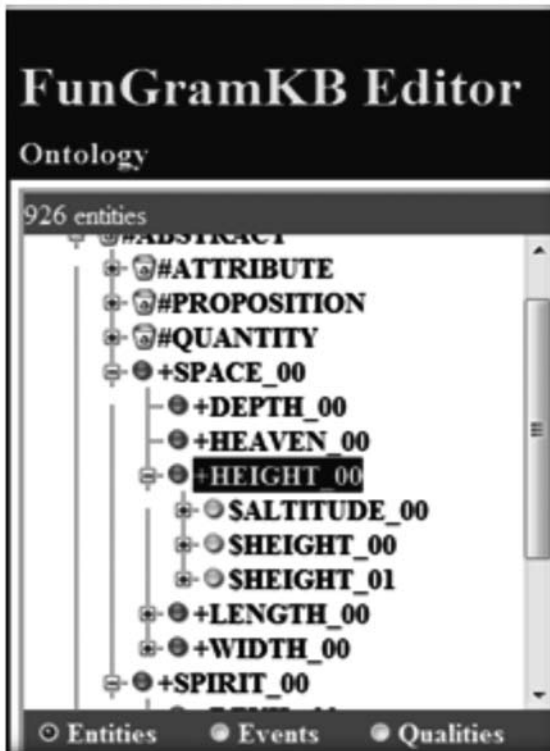 FunGramKB Editor
Ontology
926 entities
#ABSTRACT
#ATTRIBUTE
#PROPOSITION
#QUANTITY
+SPACE_00
+DEPTH_00
+HEAVEN_00
+HEIGHT_00
$ALTITUDE_00
$HEIGHT_00
$HEIGHT_01
+LENGTH_00
+WIDTH_00
+SPIRIT_00
Entities Events Qualities